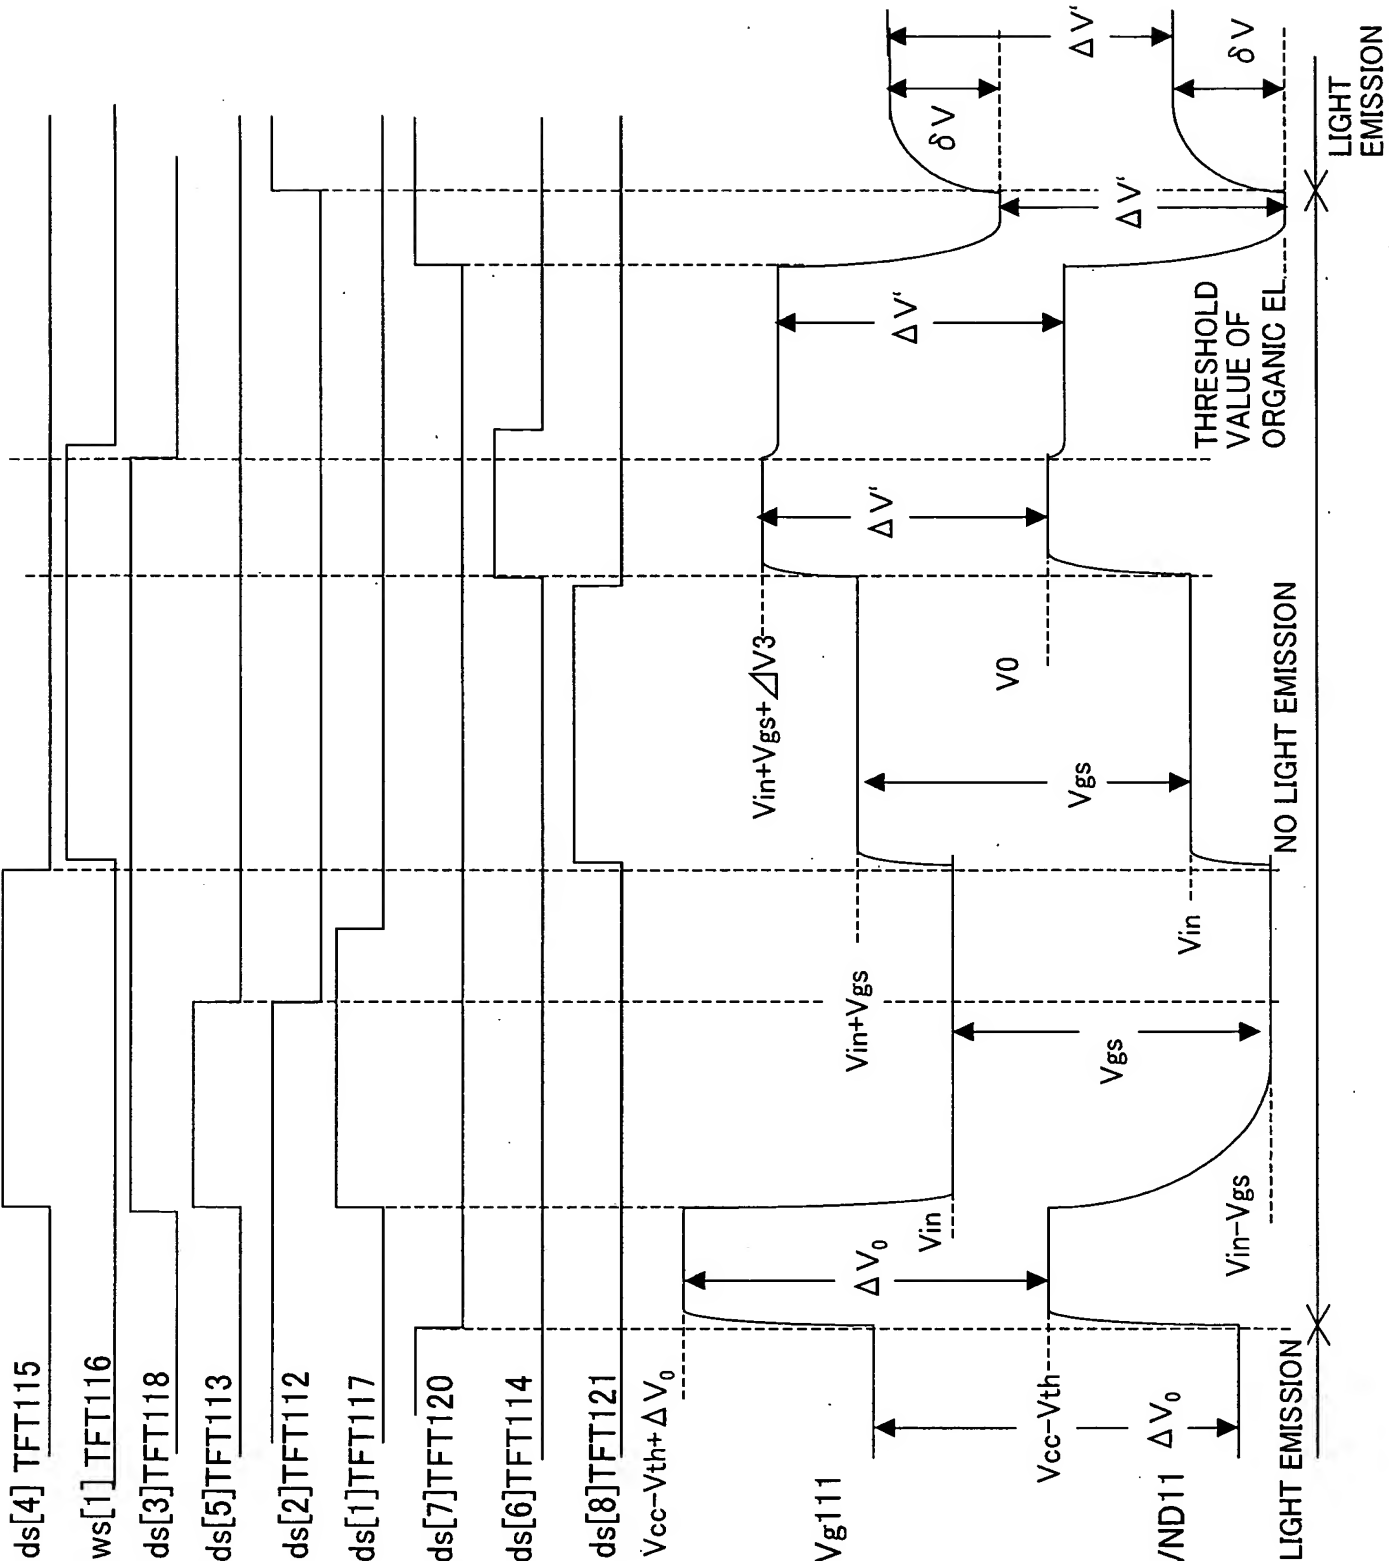 ds[4] TFT115
ws[1] TFT116
ds[3]TFT118
ds[5]TFT113
ds[2]TFT112
ds[1]TFT117
ds[7]TFT120
ds[6]TFT114
ds[8]TFT121
Vcc-Vth+ΔV₀
Vg111
Vcc-Vth
ΔV₀
VND11
LIGHT EMISSION
ΔV₀
Vin
Vin-Vgs
Vgs
Vin+Vgs
Vin
Vgs
Vin+Vgs+ΔV3
V0
NO LIGHT EMISSION
ΔV'
ΔV'
THRESHOLD
VALUE OF
ORGANIC EL
ΔV'
δV
ΔV'
δV
LIGHT
EMISSION